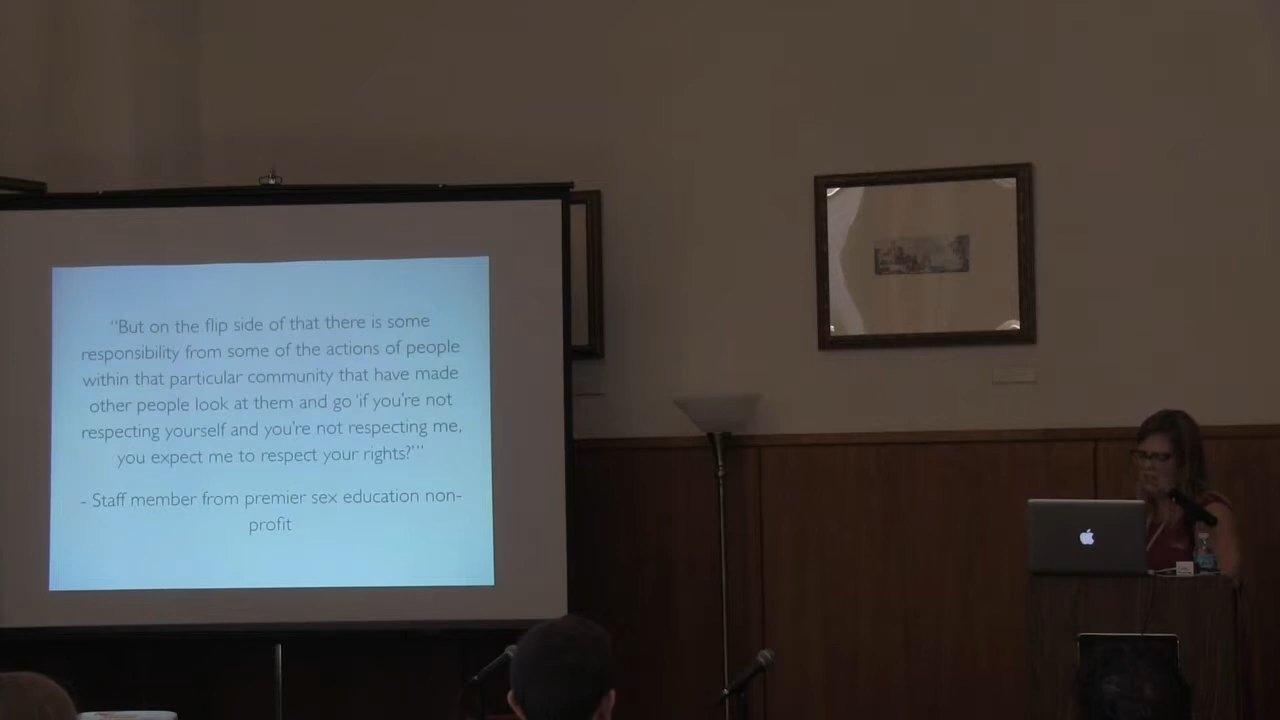 “But on the flip side of that there is some
responsibility from some of the actions of people
within that particular community that have made
other people look at them and go ‘if you’re not
respecting yourself and you’re not respecting me,
you expect me to respect your rights?’”
- Staff member from premier sex education non-
profit